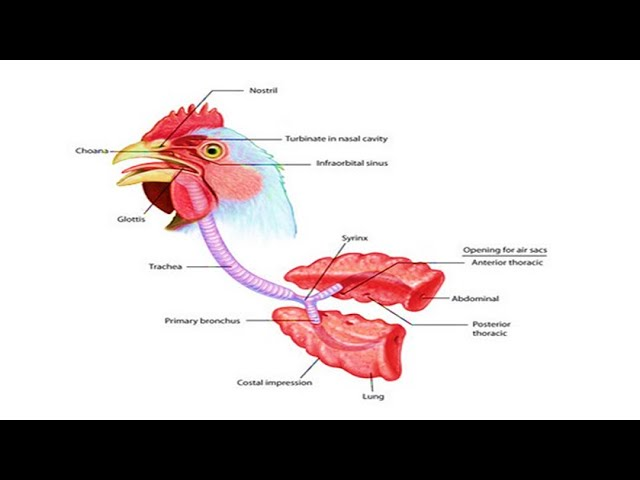 Nostril
Turbinate in nasal cavity
Choana
Infraorbital sinus
Glottis
Syrinx
Opening for air sacs
Anterior thoracic
Trachea
Abdominal
Primary bronchus
Posterior
thoracic
Costal impression
Lung